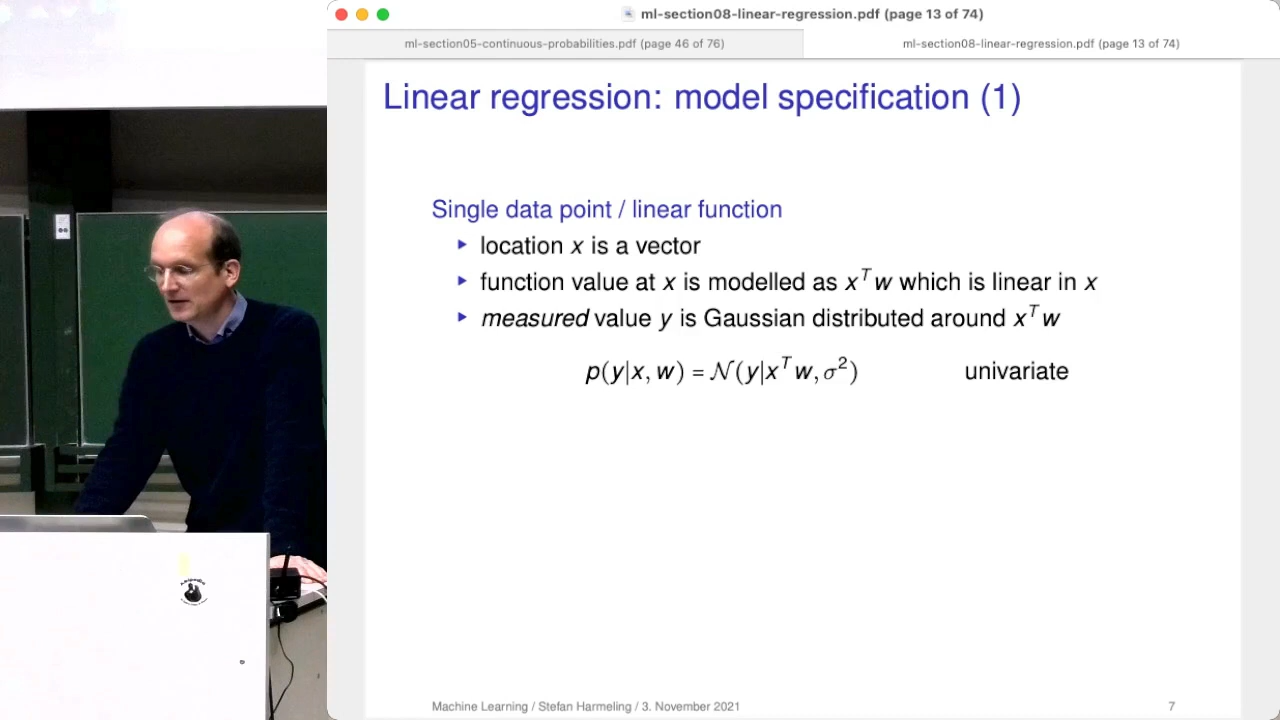 ml-section08-linear-regression.pdf (page 13 of 74)
ml-section05-continuous-probabilities.pdf (page 46 of 76)
ml-section08-linear-regression.pdf (page 13 of 74)
Linear regression: model specification (1)
Single data point / linear function
▸ location x is a vector
▸ function value at x is modelled as xᵀw which is linear in x
▸ measured value y is Gaussian distributed around xᵀw
p(y|x, w) = 𝒩(y|xᵀw, σ²) univariate
Machine Learning / Stefan Harmeling / 3. November 2021
7